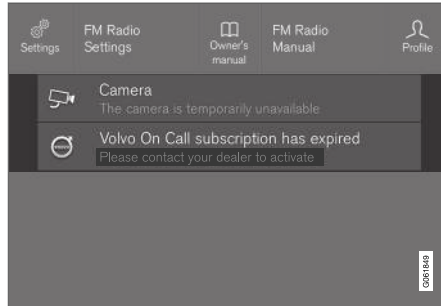 Settings
FM Radio
Settings
Owner's
manual
FM Radio
Manual
Profile
Camera
The camera is temporarily unavailable
Volvo On Call subscription has expired
Please contact your dealer to activate
G061849